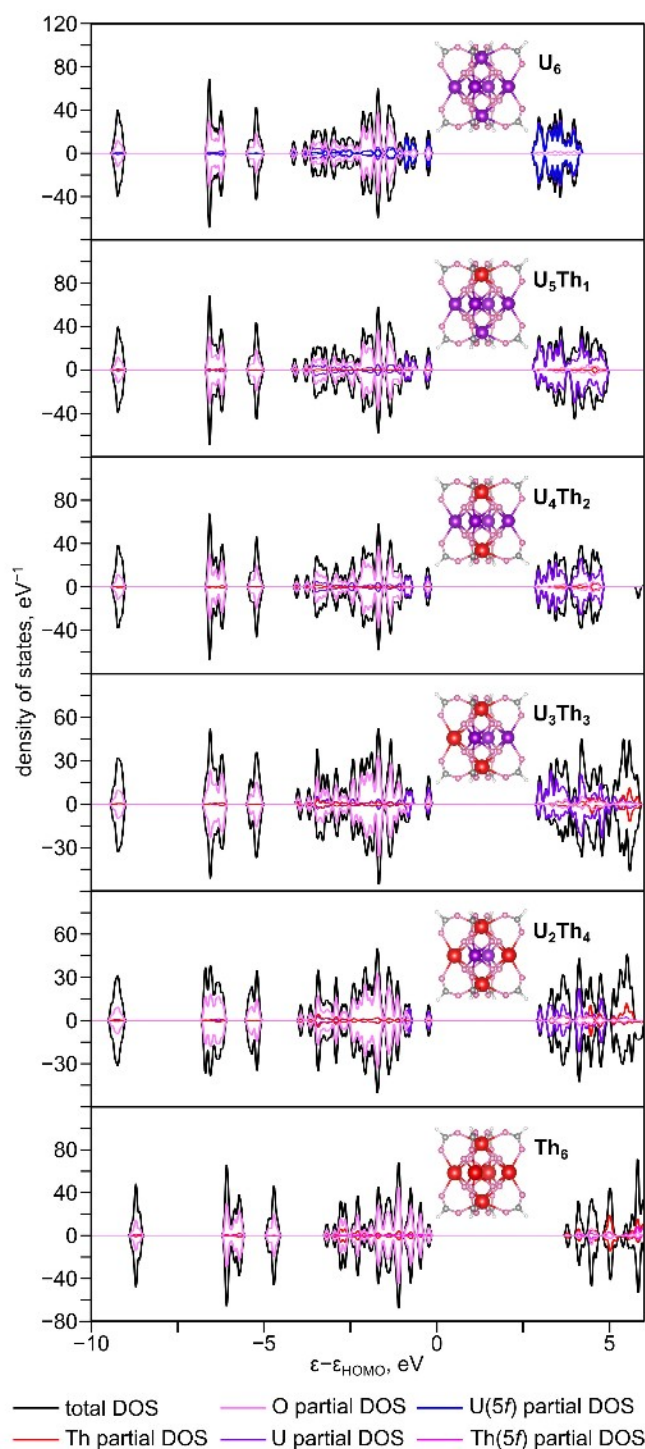 120
80
40
0
−40
U₆
80
40
0
−40
U₅Th₁
80
40
0
−40
U₄Th₂
60
30
0
−30
U₃Th₃
60
30
0
−30
U₂Th₄
80
40
0
−40
−80
Th₆
density of states, eV⁻¹
−10
−5
0
5
ε−ε_HOMO, eV
total DOS
O partial DOS
U(5f) partial DOS
Th partial DOS
U partial DOS
Th(5f) partial DOS